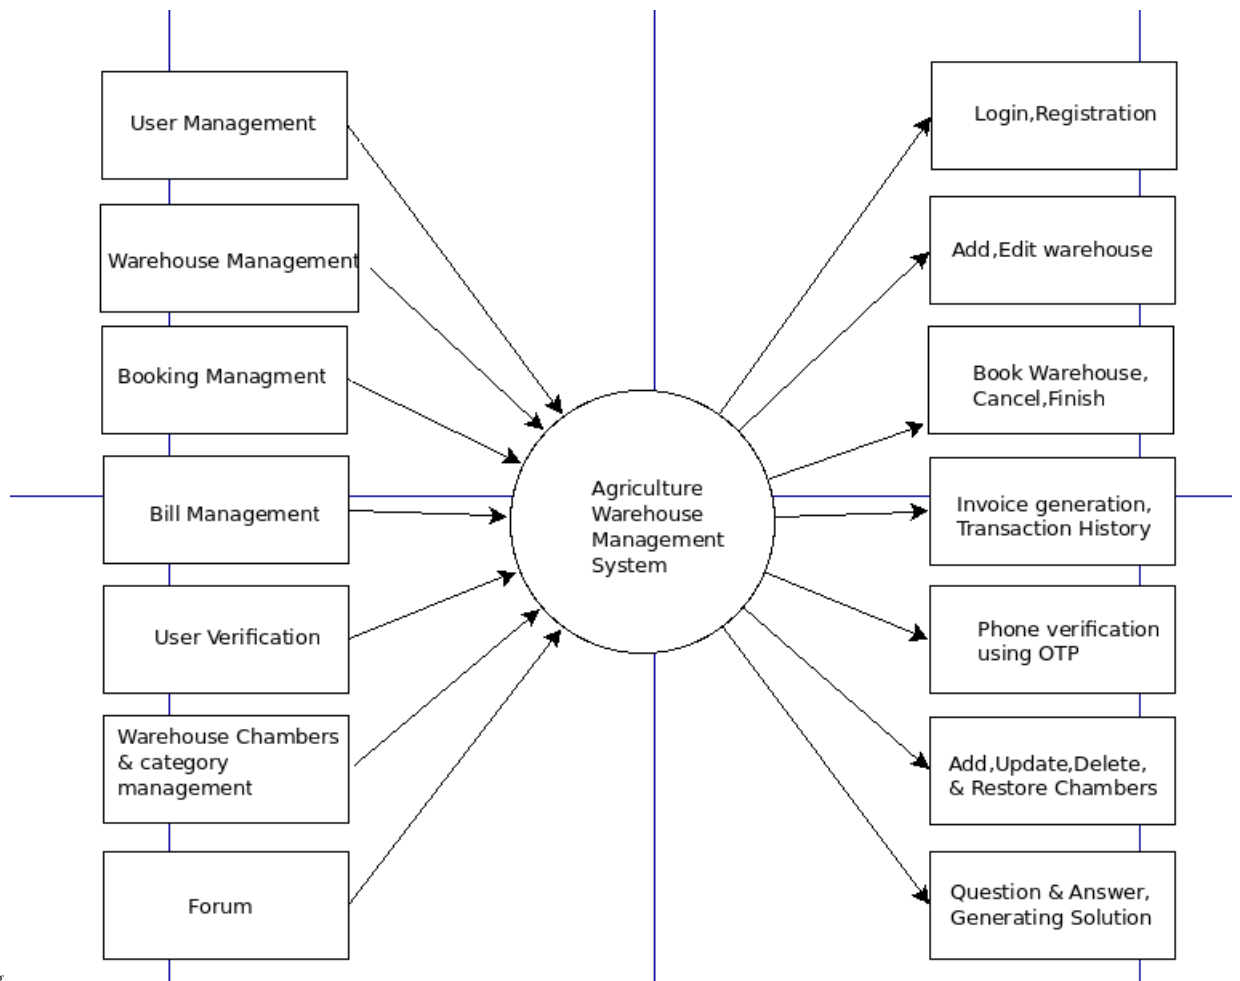 User Management
Warehouse Management
Booking Managment
Bill Management
User Verification
Warehouse Chambers
& category
management
Forum
Agriculture
Warehouse
Management
System
Login,Registration
Add,Edit warehouse
Book Warehouse,
Cancel,Finish
Invoice generation,
Transaction History
Phone verification
using OTP
Add,Update,Delete,
& Restore Chambers
Question & Answer,
Generating Solution